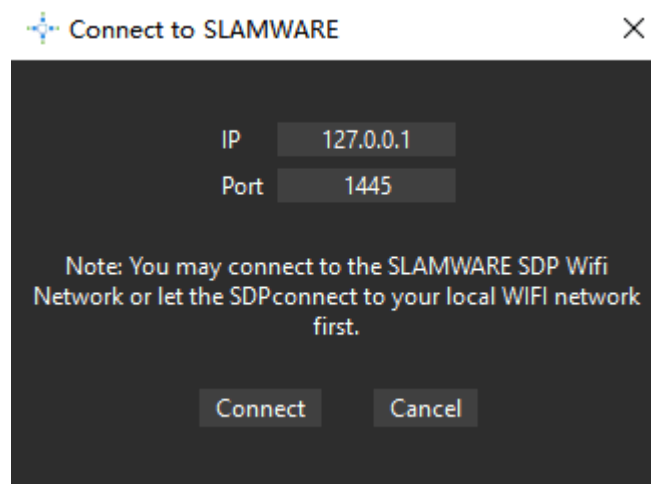 Connect to SLAMWARE
IP 127.0.0.1
Port 1445
Note: You may connect to the SLAMWARE SDP Wifi
Network or let the SDPconnect to your local WIFI network
first.
Connect Cancel